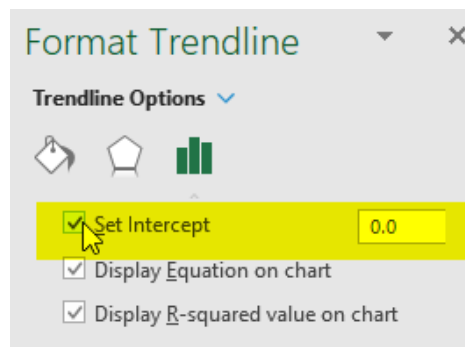 Format Trendline
Trendline Options
Set Intercept 0.0
Display Equation on chart
Display R-squared value on chart